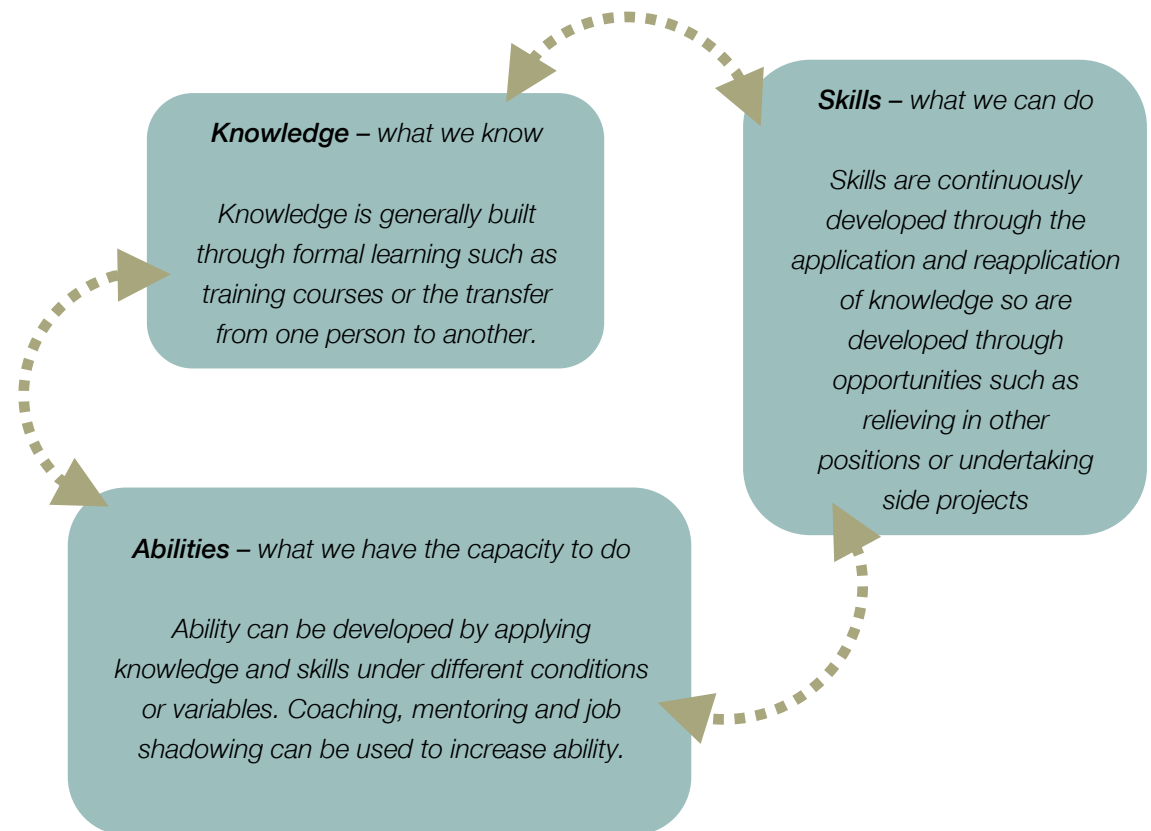 Knowledge – what we know
Knowledge is generally built
through formal learning such as
training courses or the transfer
from one person to another.
Skills – what we can do
Skills are continuously
developed through the
application and reapplication
of knowledge so are
developed through
opportunities such as
relieving in other
positions or undertaking
side projects
Abilities – what we have the capacity to do
Ability can be developed by applying
knowledge and skills under different conditions
or variables. Coaching, mentoring and job
shadowing can be used to increase ability.